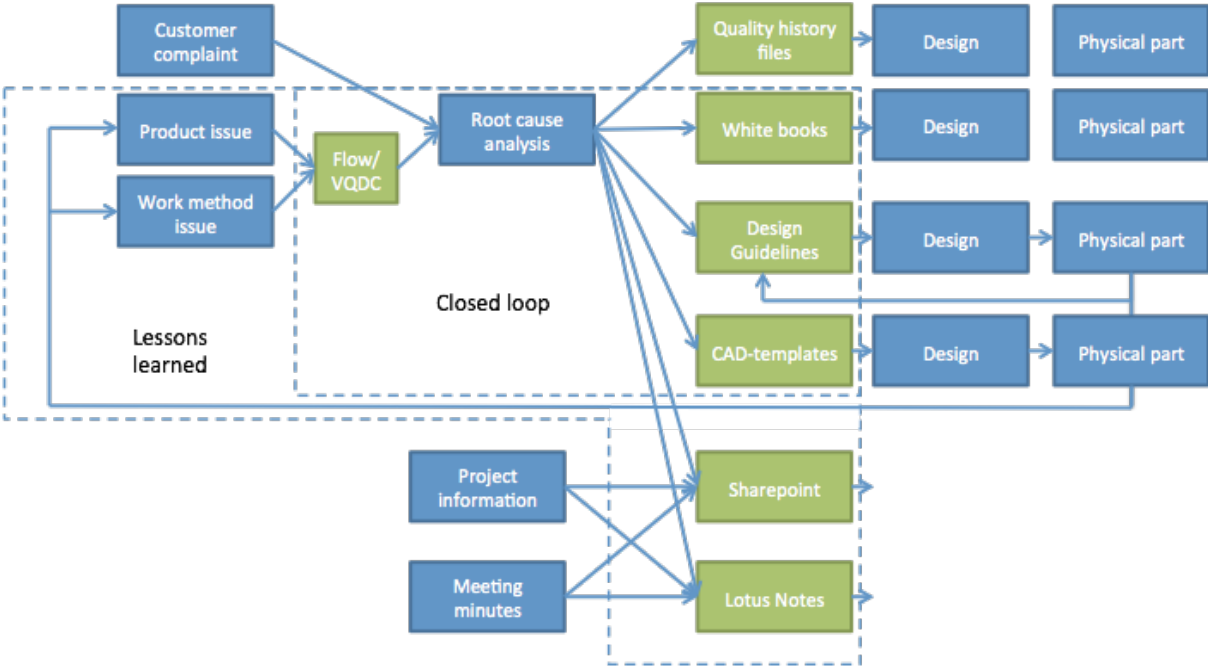 Customer
complaint
Quality history
files
Design
Physical part
Product issue
Root cause
analysis
White books
Design
Physical part
Flow/
VQDC
Work method
issue
Design
Guidelines
Design
Physical part
Closed loop
Lessons
learned
CAD-templates
Design
Physical part
Project
information
Sharepoint
Meeting
minutes
Lotus Notes